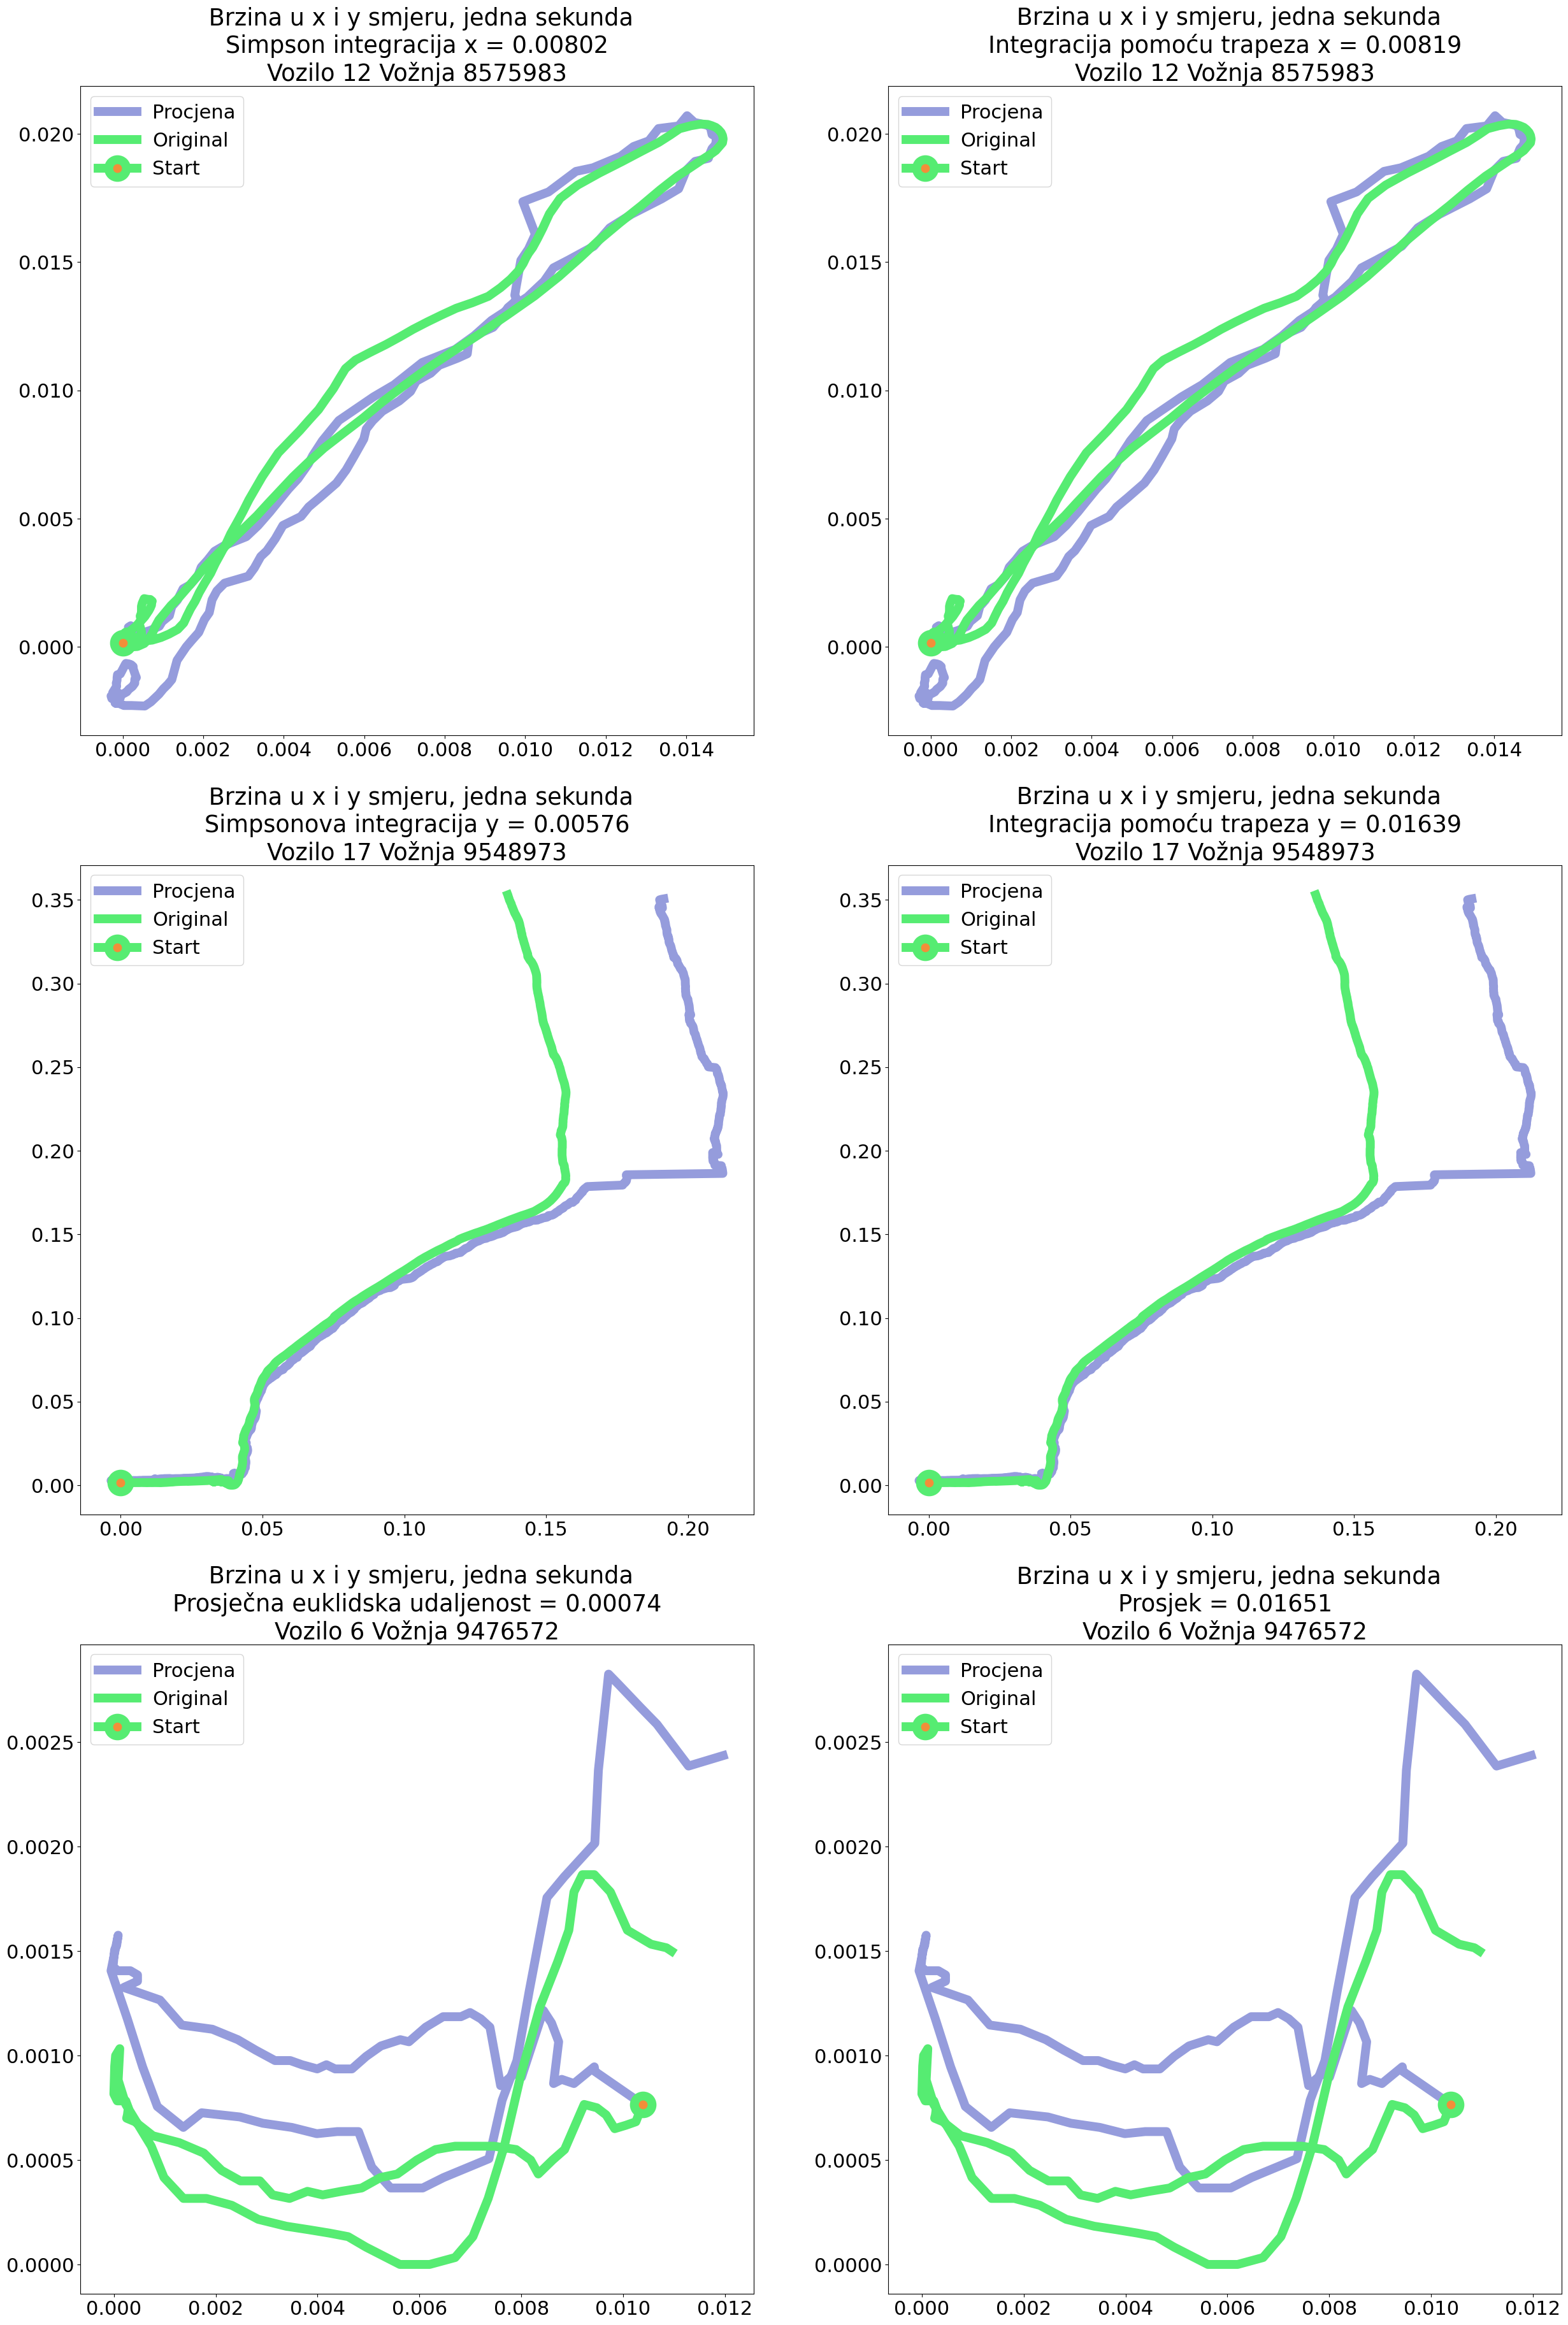 Brzina u x i y smjeru, jedna sekunda
Simpson integracija x = 0.00802
Vozilo 12 Vožnja 8575983
Procjena
Original
Start
0.020
0.015
0.010
0.005
0.000
0.000 0.002 0.004 0.006 0.008 0.010 0.012 0.014
Brzina u x i y smjeru, jedna sekunda
Integracija pomoću trapeza x = 0.00819
Vozilo 12 Vožnja 8575983
Procjena
Original
Start
0.020
0.015
0.010
0.005
0.000
0.000 0.002 0.004 0.006 0.008 0.010 0.012 0.014
Brzina u x i y smjeru, jedna sekunda
Simpsonova integracija y = 0.00576
Vozilo 17 Vožnja 9548973
Procjena
Original
Start
0.35
0.30
0.25
0.20
0.15
0.10
0.05
0.00
0.00 0.05 0.10 0.15 0.20
Brzina u x i y smjeru, jedna sekunda
Integracija pomoću trapeza y = 0.01639
Vozilo 17 Vožnja 9548973
Procjena
Original
Start
0.35
0.30
0.25
0.20
0.15
0.10
0.05
0.00
0.00 0.05 0.10 0.15 0.20
Brzina u x i y smjeru, jedna sekunda
Prosječna euklidska udaljenost = 0.00074
Vozilo 6 Vožnja 9476572
Procjena
Original
Start
0.0025
0.0020
0.0015
0.0010
0.0005
0.0000
0.000 0.002 0.004 0.006 0.008 0.010 0.012
Brzina u x i y smjeru, jedna sekunda
Prosjek = 0.01651
Vozilo 6 Vožnja 9476572
Procjena
Original
Start
0.0025
0.0020
0.0015
0.0010
0.0005
0.0000
0.000 0.002 0.004 0.006 0.008 0.010 0.012